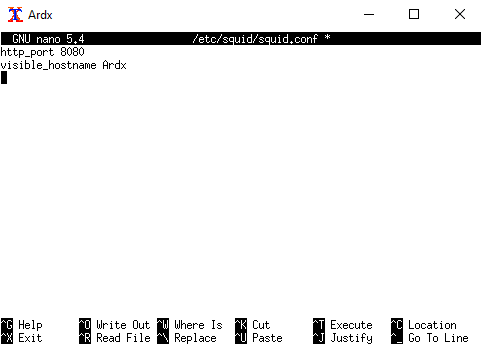 Ardx
GNU nano 5.4 /etc/squid/squid.conf *
http_port 8080
visible_hostname Ardx
^G Help ^O Write Out ^W Where Is ^K Cut ^T Execute ^C Location
^X Exit ^R Read File ^\ Replace ^U Paste ^J Justify ^_ Go To Line